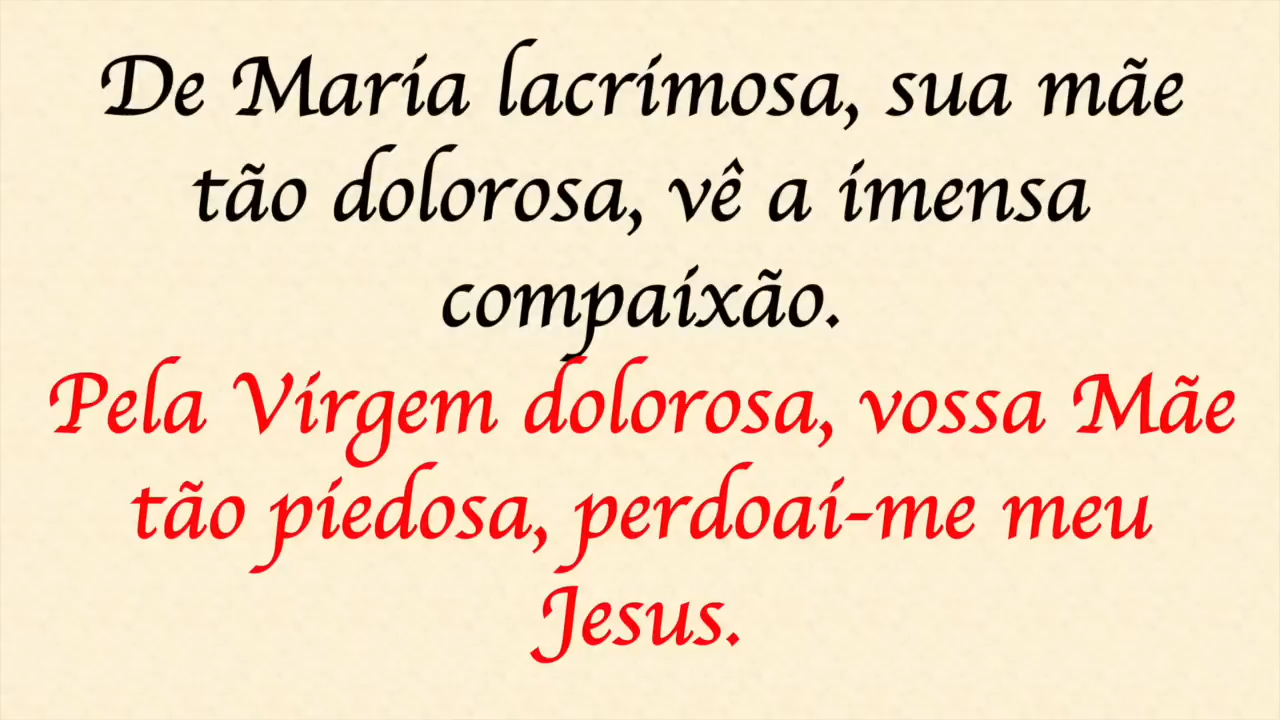 De Maria lacrimosa, sua mãe
tão dolorosa, vê a imensa
compaixão.
Pela Virgem dolorosa, vossa Mãe
tão piedosa, perdoai-me meu
Jesus.